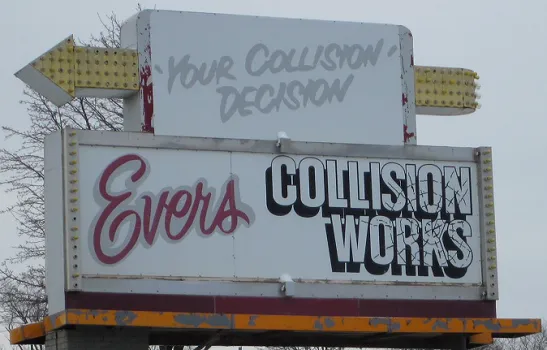 "YOUR COLLISION"
DECISION
Evers COLLISION
WORKS